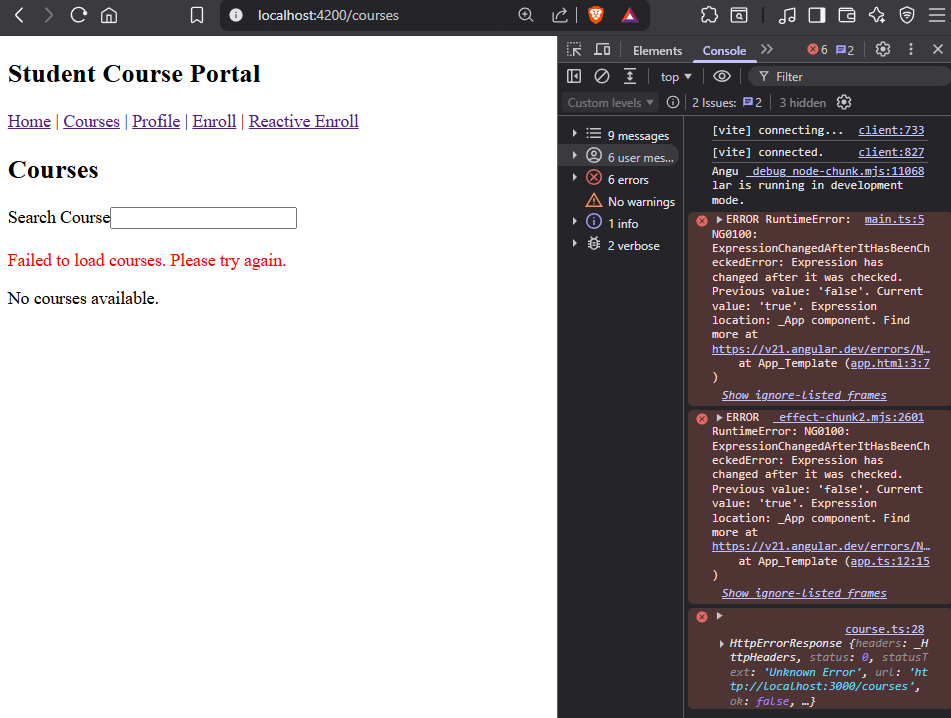 localhost:4200/courses
Student Course Portal
Home | Courses | Profile | Enroll | Reactive Enroll
Courses
Search Course
Failed to load courses. Please try again.
No courses available.
Elements
Console
6
2
top
Filter
Custom levels
2 Issues:
2
3 hidden
9 messages
6 user mes...
6 errors
No warnings
1 info
2 verbose
[vite] connecting... client:733
[vite] connected. client:827
Angu _debug_node-chunk.mjs:11068
lar is running in development
mode.
ERROR RuntimeError: main.ts:5
NG0100:
ExpressionChangedAfterItHasBeenCh
eckedError: Expression has
changed after it was checked.
Previous value: 'false'. Current
value: 'true'. Expression
location: _App component. Find
more at
https://v21.angular.dev/errors/N…
at App_Template (app.html:3:7
)
Show ignore-listed frames
ERROR _effect-chunk2.mjs:2601
RuntimeError: NG0100:
ExpressionChangedAfterItHasBeenCh
eckedError: Expression has
changed after it was checked.
Previous value: 'false'. Current
value: 'true'. Expression
location: _App component. Find
more at
https://v21.angular.dev/errors/N…
at App_Template (app.ts:12:15
)
Show ignore-listed frames
course.ts:28
HttpErrorResponse {headers: _H
ttpHeaders, status: 0, statusT
ext: 'Unknown Error', url: 'ht
tp://localhost:3000/courses',
ok: false, …}